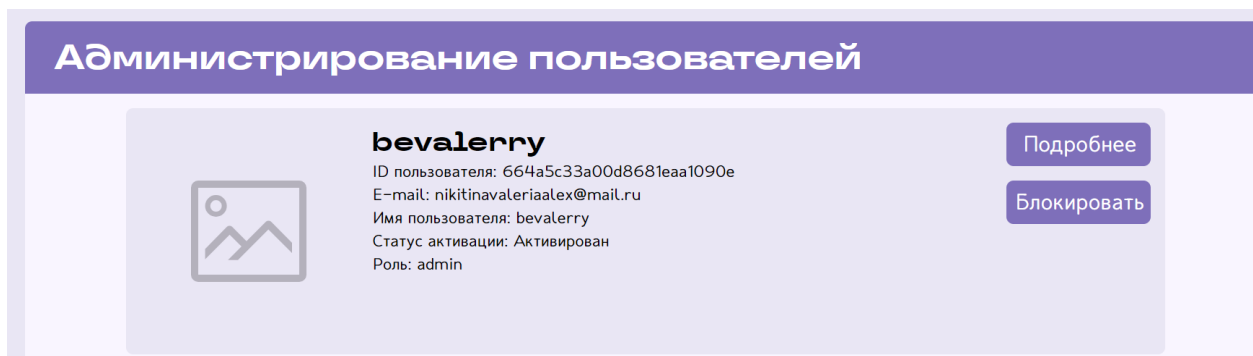 Администрирование пользователей
bevalerry
ID пользователя: 664a5c33a00d8681eaa1090e
E-mail: nikitinavaleriaalex@mail.ru
Имя пользователя: bevalerry
Статус активации: Активирован
Роль: admin
Подробнее
Блокировать